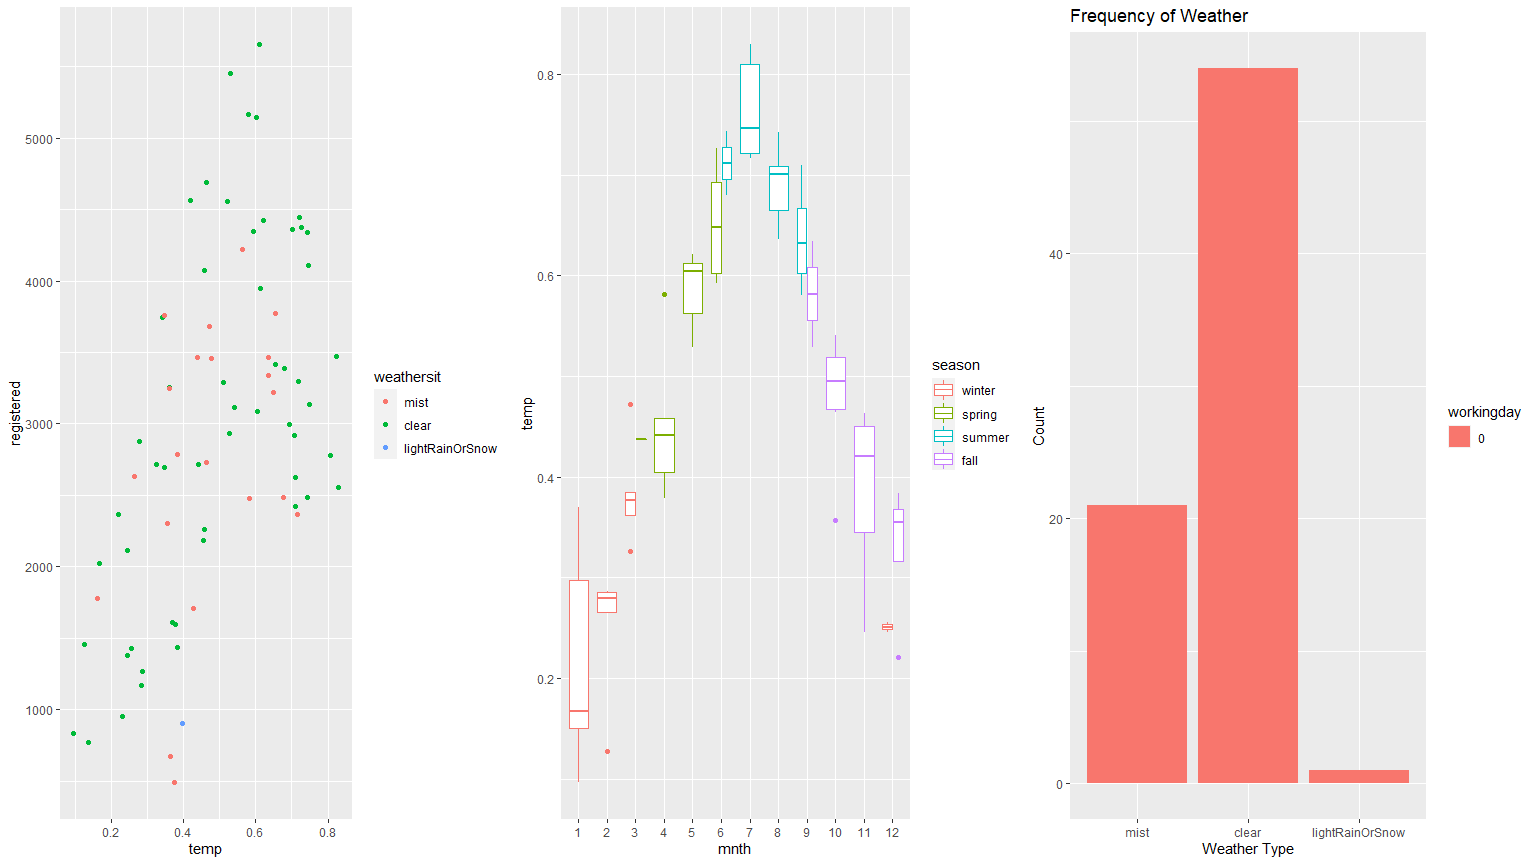 registered
5000
4000
3000
2000
1000
0.2 0.4 0.6 0.8
temp
weathersit
mist
clear
lightRainOrSnow
temp
0.8
0.6
0.4
0.2
1 2 3 4 5 6 7 8 9 10 11 12
mnth
season
winter
spring
summer
fall
Frequency of Weather
Count
40
20
0
mist clear lightRainOrSnow
Weather Type
workingday
0